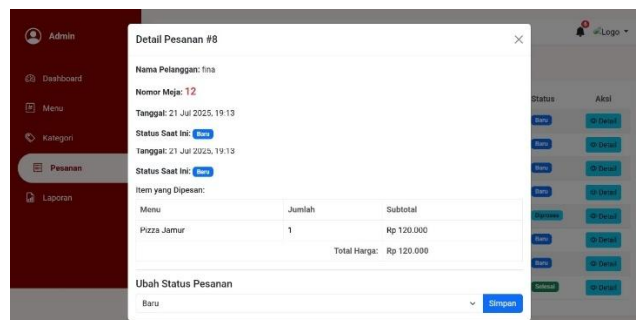 Admin
Dashboard
Menu
Kategori
Pesanan
Laporan
Logo
Detail Pesanan #8
Nama Pelanggan: fina
Nomor Meja: 12
Tanggal: 21 Jul 2025, 19:13
Status Saat Ini: Baru
Tanggal: 21 Jul 2025, 19:13
Status Saat Ini: Baru
Item yang Dipesan:
Menu Jumlah Subtotal
Pizza Jamur 1 Rp 120.000
Total Harga: Rp 120.000
Ubah Status Pesanan
Baru Simpan
Status Aksi
Baru Detail
Baru Detail
Baru Detail
Baru Detail
Diproses Detail
Baru Detail
Baru Detail
Selesai Detail